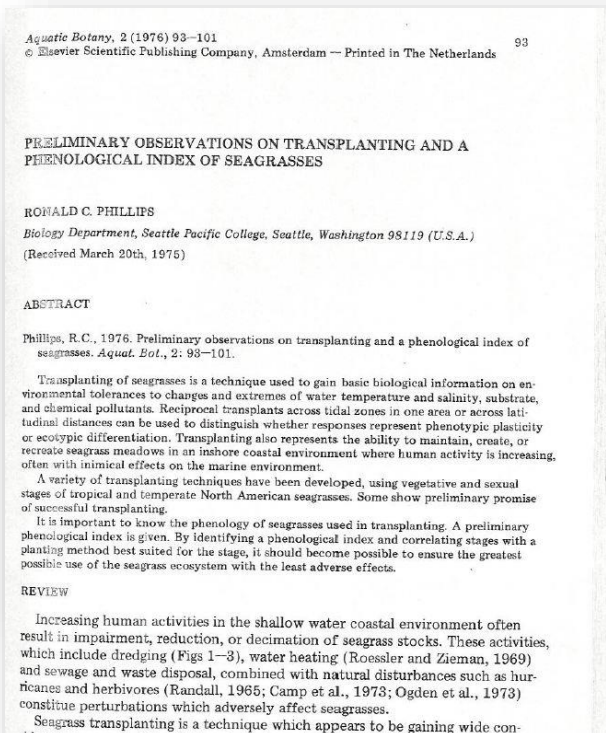 Aquatic Botany, 2 (1976) 93—101
93
© Elsevier Scientific Publishing Company, Amsterdam — Printed in The Netherlands
PRELIMINARY OBSERVATIONS ON TRANSPLANTING AND A
PHENOLOGICAL INDEX OF SEAGRASSES
RONALD C. PHILLIPS
Biology Department, Seattle Pacific College, Seattle, Washington 98119 (U.S.A.)
(Received March 20th, 1975)
ABSTRACT
Phillips, R.C., 1976. Preliminary observations on transplanting and a phenological index of
seagrasses. Aquat. Bot., 2: 93—101.
Transplanting of seagrasses is a technique used to gain basic biological information on en-
vironmental tolerances to changes and extremes of water temperature and salinity, substrate,
and chemical pollutants. Reciprocal transplants across tidal zones in one area or across lati-
tudinal distances can be used to distinguish whether responses represent phenotypic plasticity
or ecotypic differentiation. Transplanting also represents the ability to maintain, create, or
recreate seagrass meadows in an inshore coastal environment where human activity is increasing,
often with inimical effects on the marine environment.
A variety of transplanting techniques have been developed, using vegetative and sexual
stages of tropical and temperate North American seagrasses. Some show preliminary promise
of successful transplanting.
It is important to know the phenology of seagrasses used in transplanting. A preliminary
phenological index is given. By identifying a phenological index and correlating stages with a
planting method best suited for the stage, it should become possible to ensure the greatest
possible use of the seagrass ecosystem with the least adverse effects.
REVIEW
Increasing human activities in the shallow water coastal environment often
result in impairment, reduction, or decimation of seagrass stocks. These activities,
which include dredging (Figs 1—3), water heating (Roessler and Zieman, 1969)
and sewage and waste disposal, combined with natural disturbances such as hur-
ricanes and herbivores (Randall, 1965; Camp et al., 1973; Ogden et al., 1973)
constitute perturbations which adversely affect seagrasses.
Seagrass transplanting is a technique which appears to be gaining wide con-